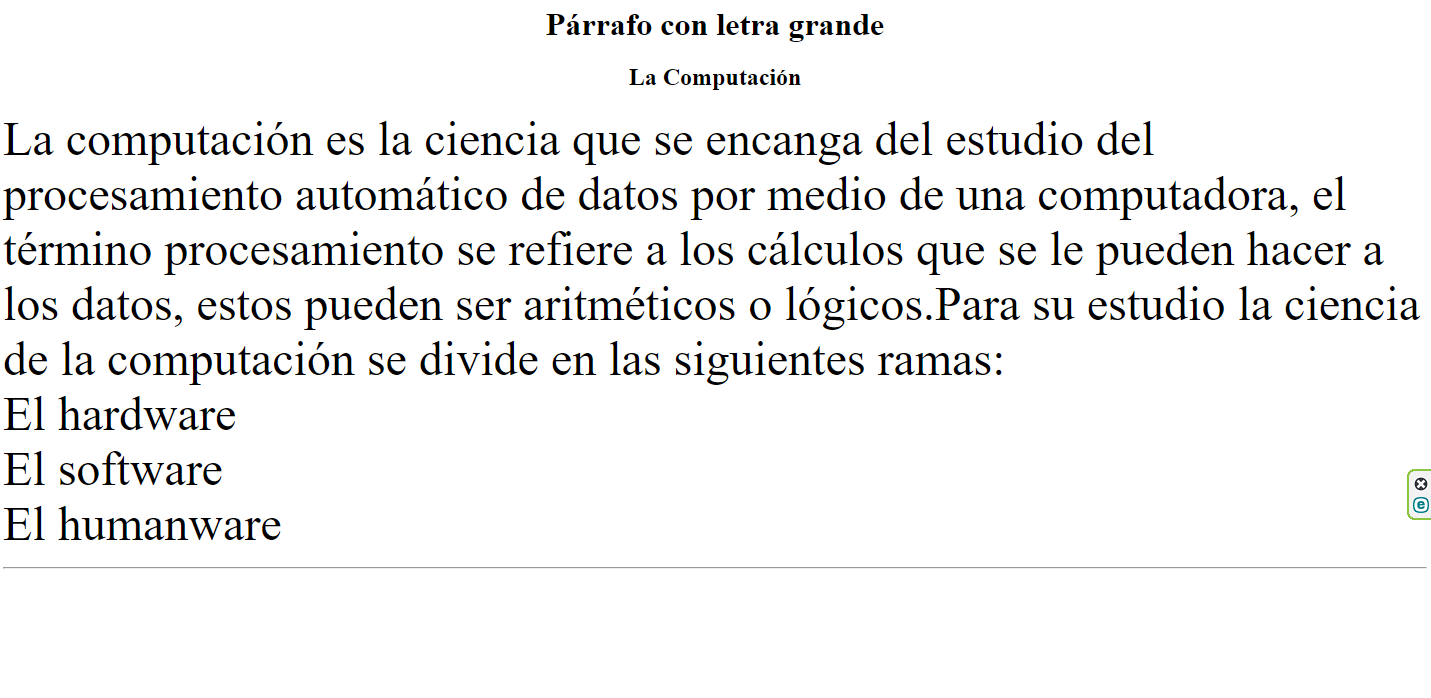 Párrafo con letra grande
La Computación
La computación es la ciencia que se encanga del estudio del
procesamiento automático de datos por medio de una computadora, el
término procesamiento se refiere a los cálculos que se le pueden hacer a
los datos, estos pueden ser aritméticos o lógicos.Para su estudio la ciencia
de la computación se divide en las siguientes ramas:
El hardware
El software
El humanware